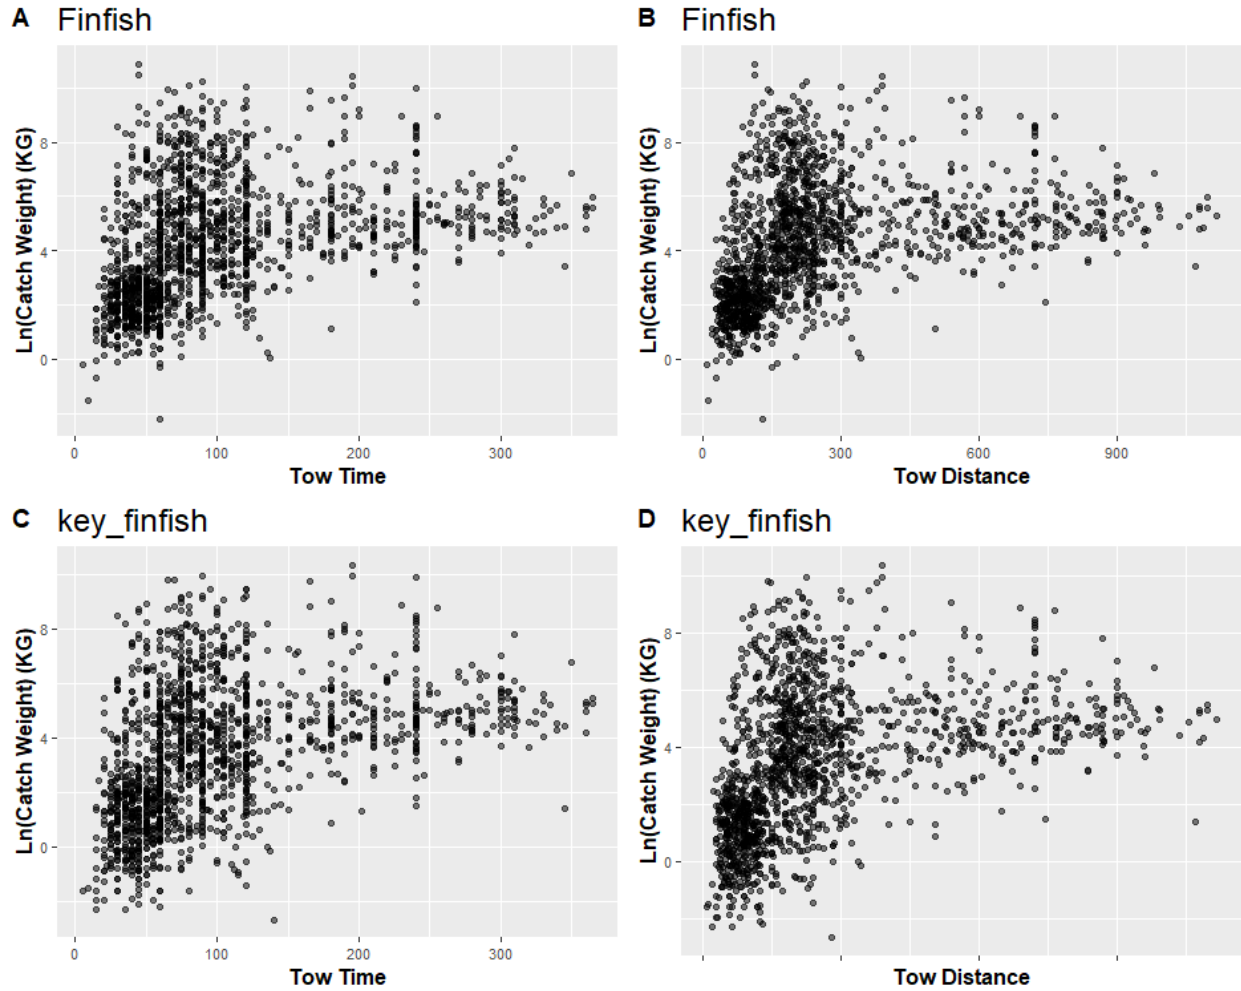 A Finfish
B Finfish
Ln(Catch Weight) (KG)
8
4
0
0 100 200 300
Tow Time
Ln(Catch Weight) (KG)
8
4
0
0 300 600 900
Tow Distance
C key_finfish
D key_finfish
Ln(Catch Weight) (KG)
8
4
0
0 100 200 300
Tow Time
Ln(Catch Weight) (KG)
8
4
0
Tow Distance